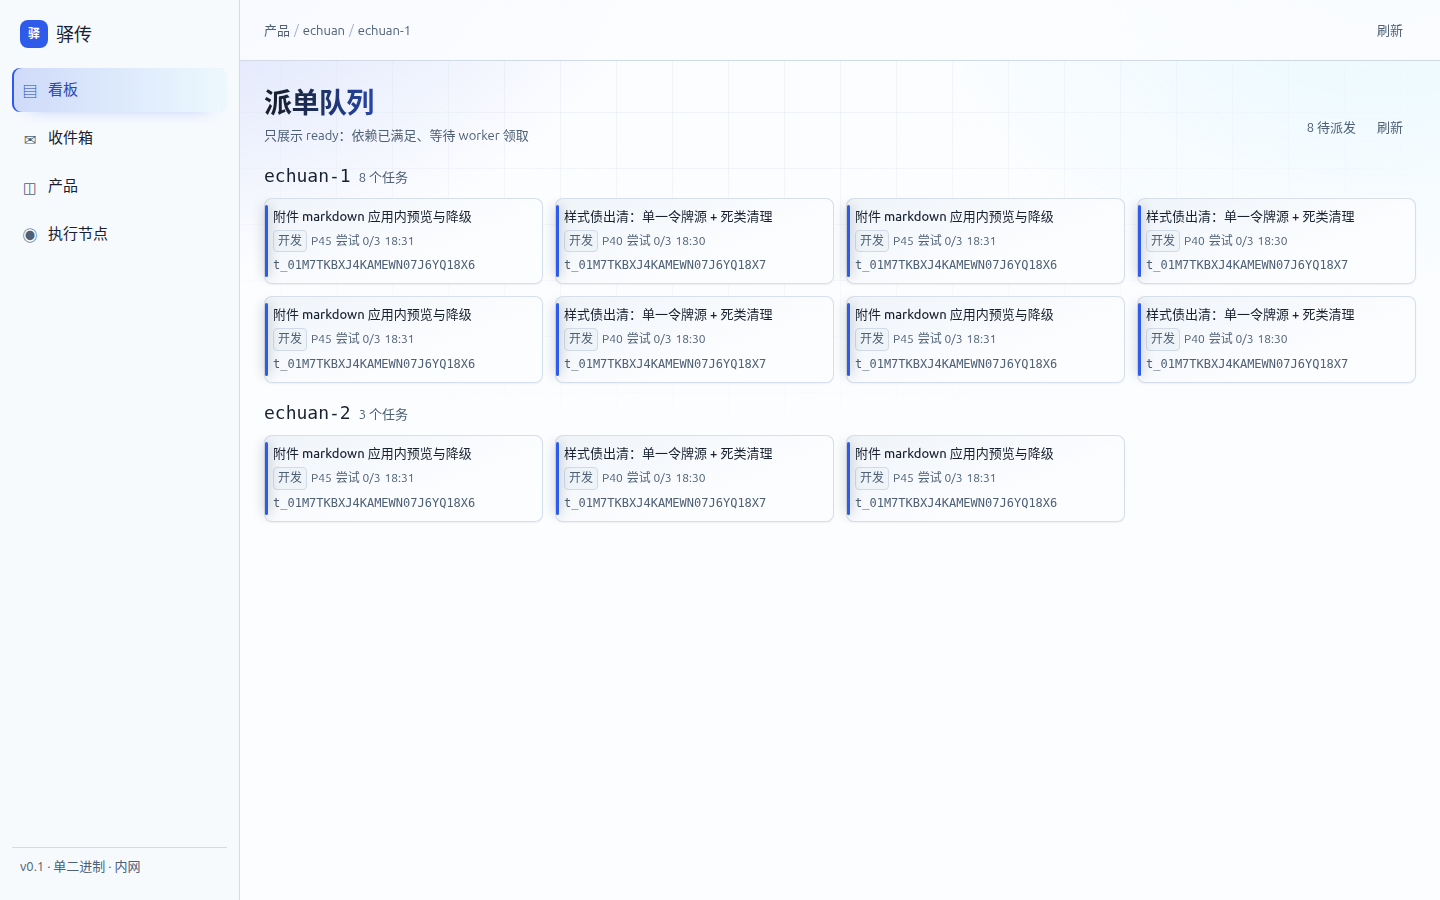 驿 驿传
看板
收件箱
产品
执行节点
v0.1 · 单二进制 · 内网
产品 / echuan / echuan-1
刷新
派单队列
只展示 ready：依赖已满足、等待 worker 领取
8 待派发 刷新
echuan-1 8 个任务
附件 markdown 应用内预览与降级
开发 P45 尝试 0/3 18:31
t_01M7TKBXJ4KAMEWN07J6YQ18X6
样式债出清：单一令牌源 + 死类清理
开发 P40 尝试 0/3 18:30
t_01M7TKBXJ4KAMEWN07J6YQ18X7
附件 markdown 应用内预览与降级
开发 P45 尝试 0/3 18:31
t_01M7TKBXJ4KAMEWN07J6YQ18X6
样式债出清：单一令牌源 + 死类清理
开发 P40 尝试 0/3 18:30
t_01M7TKBXJ4KAMEWN07J6YQ18X7
附件 markdown 应用内预览与降级
开发 P45 尝试 0/3 18:31
t_01M7TKBXJ4KAMEWN07J6YQ18X6
样式债出清：单一令牌源 + 死类清理
开发 P40 尝试 0/3 18:30
t_01M7TKBXJ4KAMEWN07J6YQ18X7
附件 markdown 应用内预览与降级
开发 P45 尝试 0/3 18:31
t_01M7TKBXJ4KAMEWN07J6YQ18X6
样式债出清：单一令牌源 + 死类清理
开发 P40 尝试 0/3 18:30
t_01M7TKBXJ4KAMEWN07J6YQ18X7
echuan-2 3 个任务
附件 markdown 应用内预览与降级
开发 P45 尝试 0/3 18:31
t_01M7TKBXJ4KAMEWN07J6YQ18X6
样式债出清：单一令牌源 + 死类清理
开发 P40 尝试 0/3 18:30
t_01M7TKBXJ4KAMEWN07J6YQ18X7
附件 markdown 应用内预览与降级
开发 P45 尝试 0/3 18:31
t_01M7TKBXJ4KAMEWN07J6YQ18X6